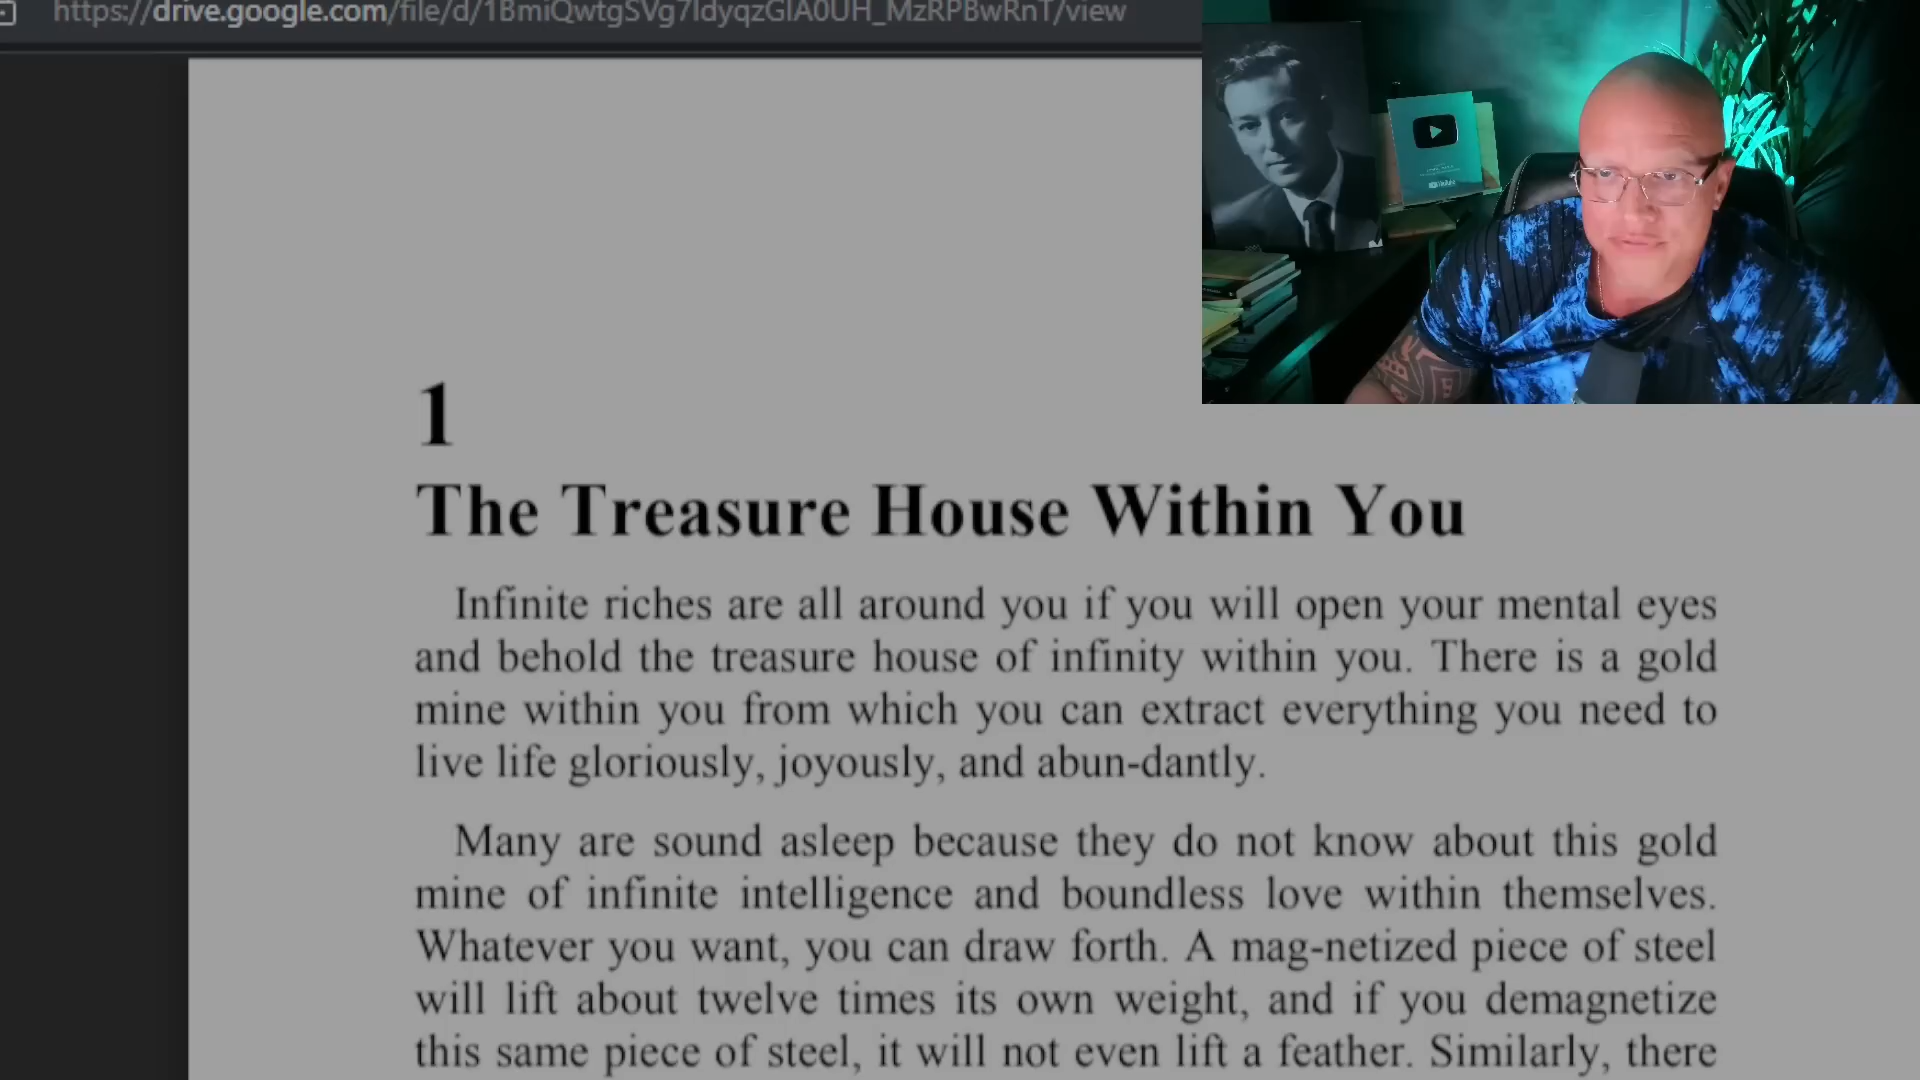 https://drive.google.com/file/d/1BmiQwtgSVg7ldyqzGlA0UH_MzRPBwRnT/view
YouTube
1
The Treasure House Within You
Infinite riches are all around you if you will open your mental eyes
and behold the treasure house of infinity within you. There is a gold
mine within you from which you can extract everything you need to
live life gloriously, joyously, and abun-dantly.
Many are sound asleep because they do not know about this gold
mine of infinite intelligence and boundless love within themselves.
Whatever you want, you can draw forth. A mag-netized piece of steel
will lift about twelve times its own weight, and if you demagnetize
this same piece of steel, it will not even lift a feather. Similarly, there